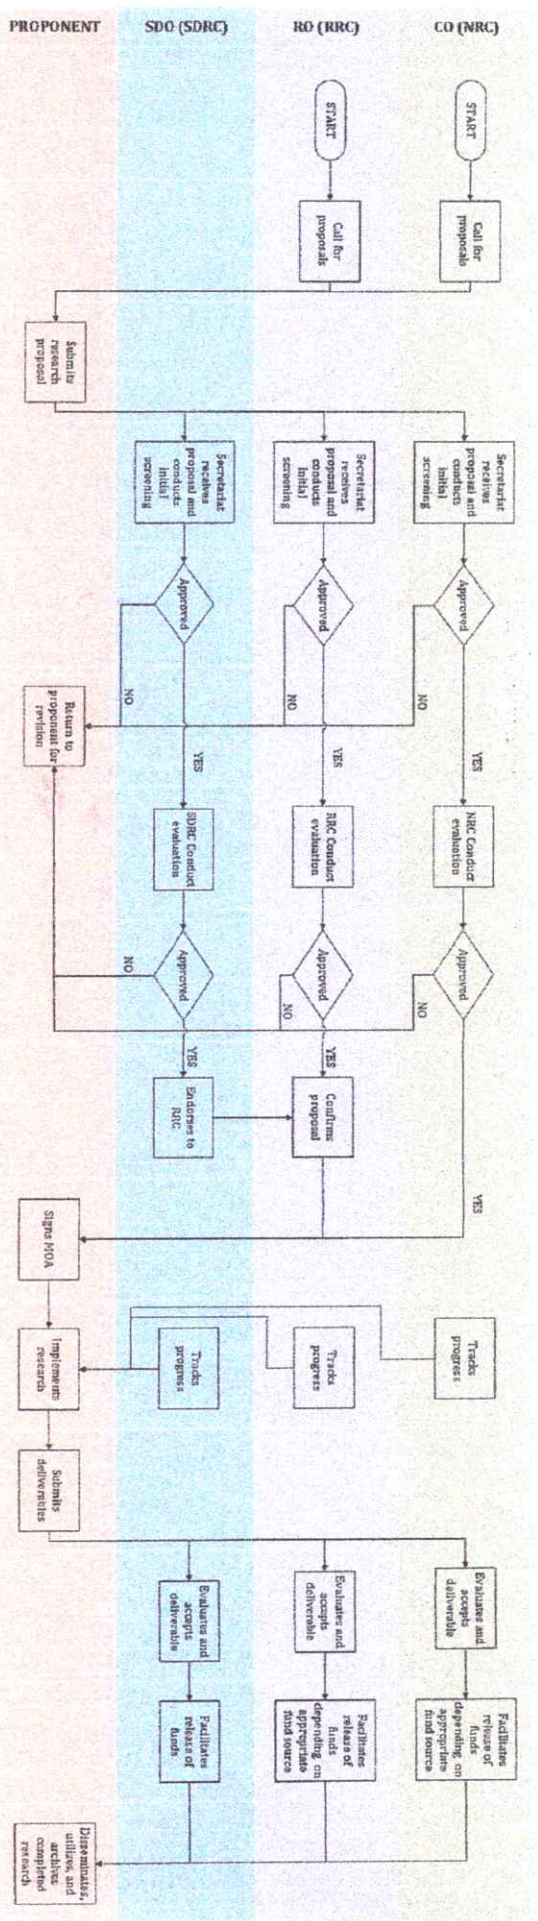 PROPONENT
SDO (SDRC)
RO (RRC)
CO (NRC)
START
START
Call for
proposals
Call for
proposals
Submits
research
proposal
Secretariat
receives
proposal and
conducts
initial
screening
Secretariat
receives
proposal and
conducts
initial
screening
Secretariat
receives
proposal and
conducts
initial
screening
Approved
Approved
Approved
NO
NO
NO
Return to
proponent for
revision
YES
YES
YES
SDRC Conduct
evaluation
RRC Conduct
evaluation
NRC Conduct
evaluation
Approved
Approved
Approved
NO
NO
NO
YES
YES
YES
Endorses to
RRC
Confirms
proposal
Signs MOA
Implements
research
Tracks
progress
Tracks
progress
Tracks
progress
Submits
deliverables
Evaluates and
accepts
deliverable
Evaluates and
accepts
deliverable
Evaluates and
accepts
deliverable
Facilitates
release of
funds
Facilitates
release of
funds
depending on
appropriate
fund source
Facilitates
release of
funds
depending on
appropriate
fund source
Disseminates,
utilizes, and
archives
completed
research